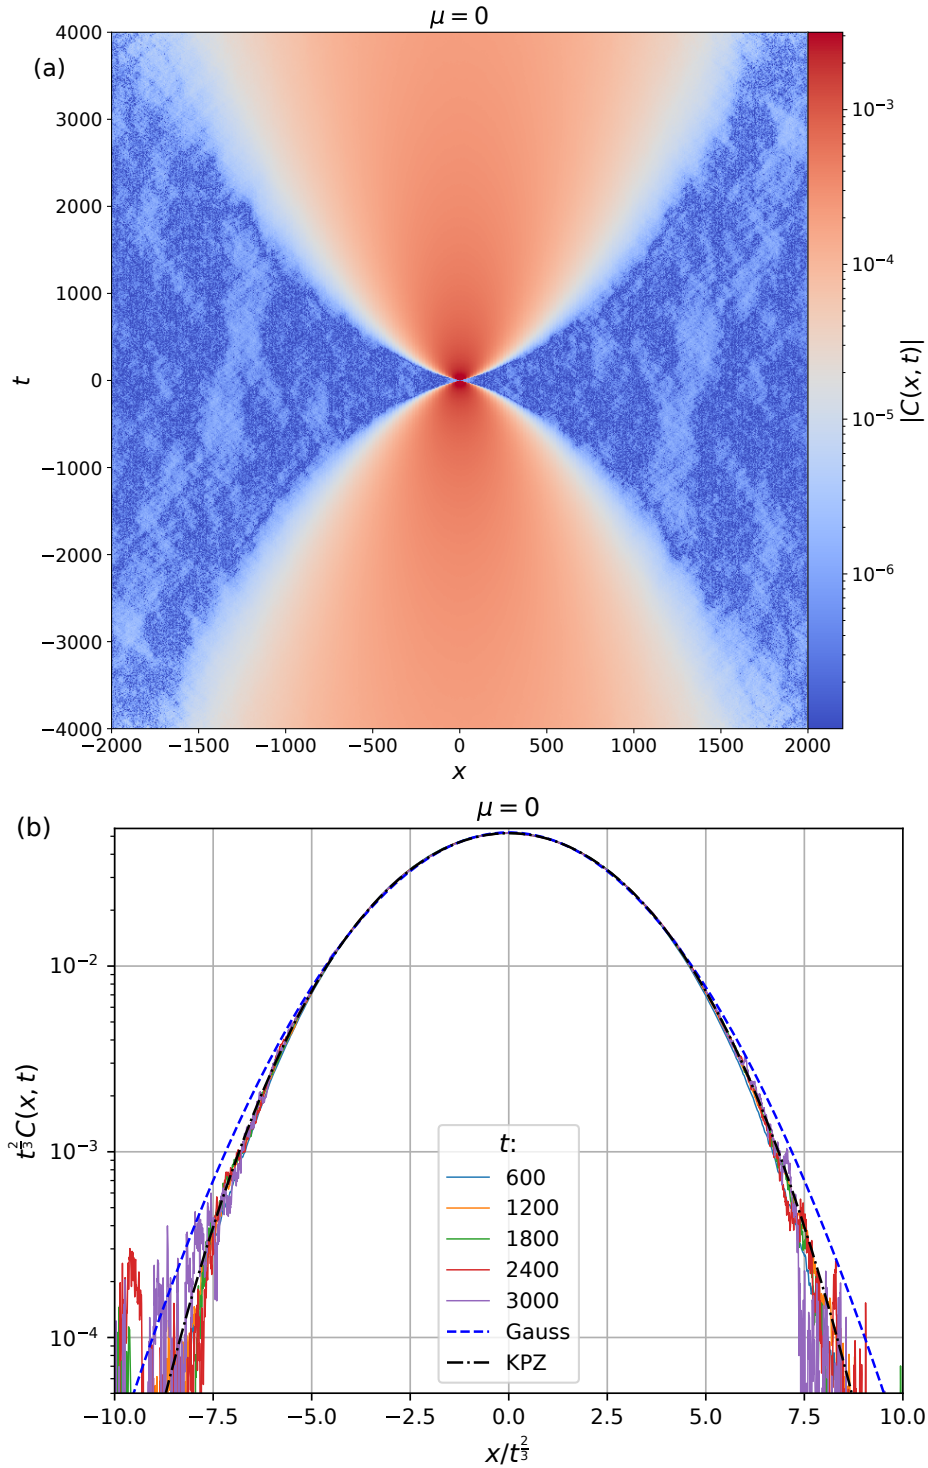 μ = 0
(a)
4000
3000
2000
1000
0
−1000
−2000
−3000
−4000
t
−2000 −1500 −1000 −500 0 500 1000 1500 2000
x
10⁻³
10⁻⁴
10⁻⁵
10⁻⁶
|C(x, t)|
μ = 0
(b)
10⁻²
10⁻³
10⁻⁴
t^{2/3}C(x, t)
t:
600
1200
1800
2400
3000
Gauss
KPZ
−10.0 −7.5 −5.0 −2.5 0.0 2.5 5.0 7.5 10.0
x/t^{2/3}